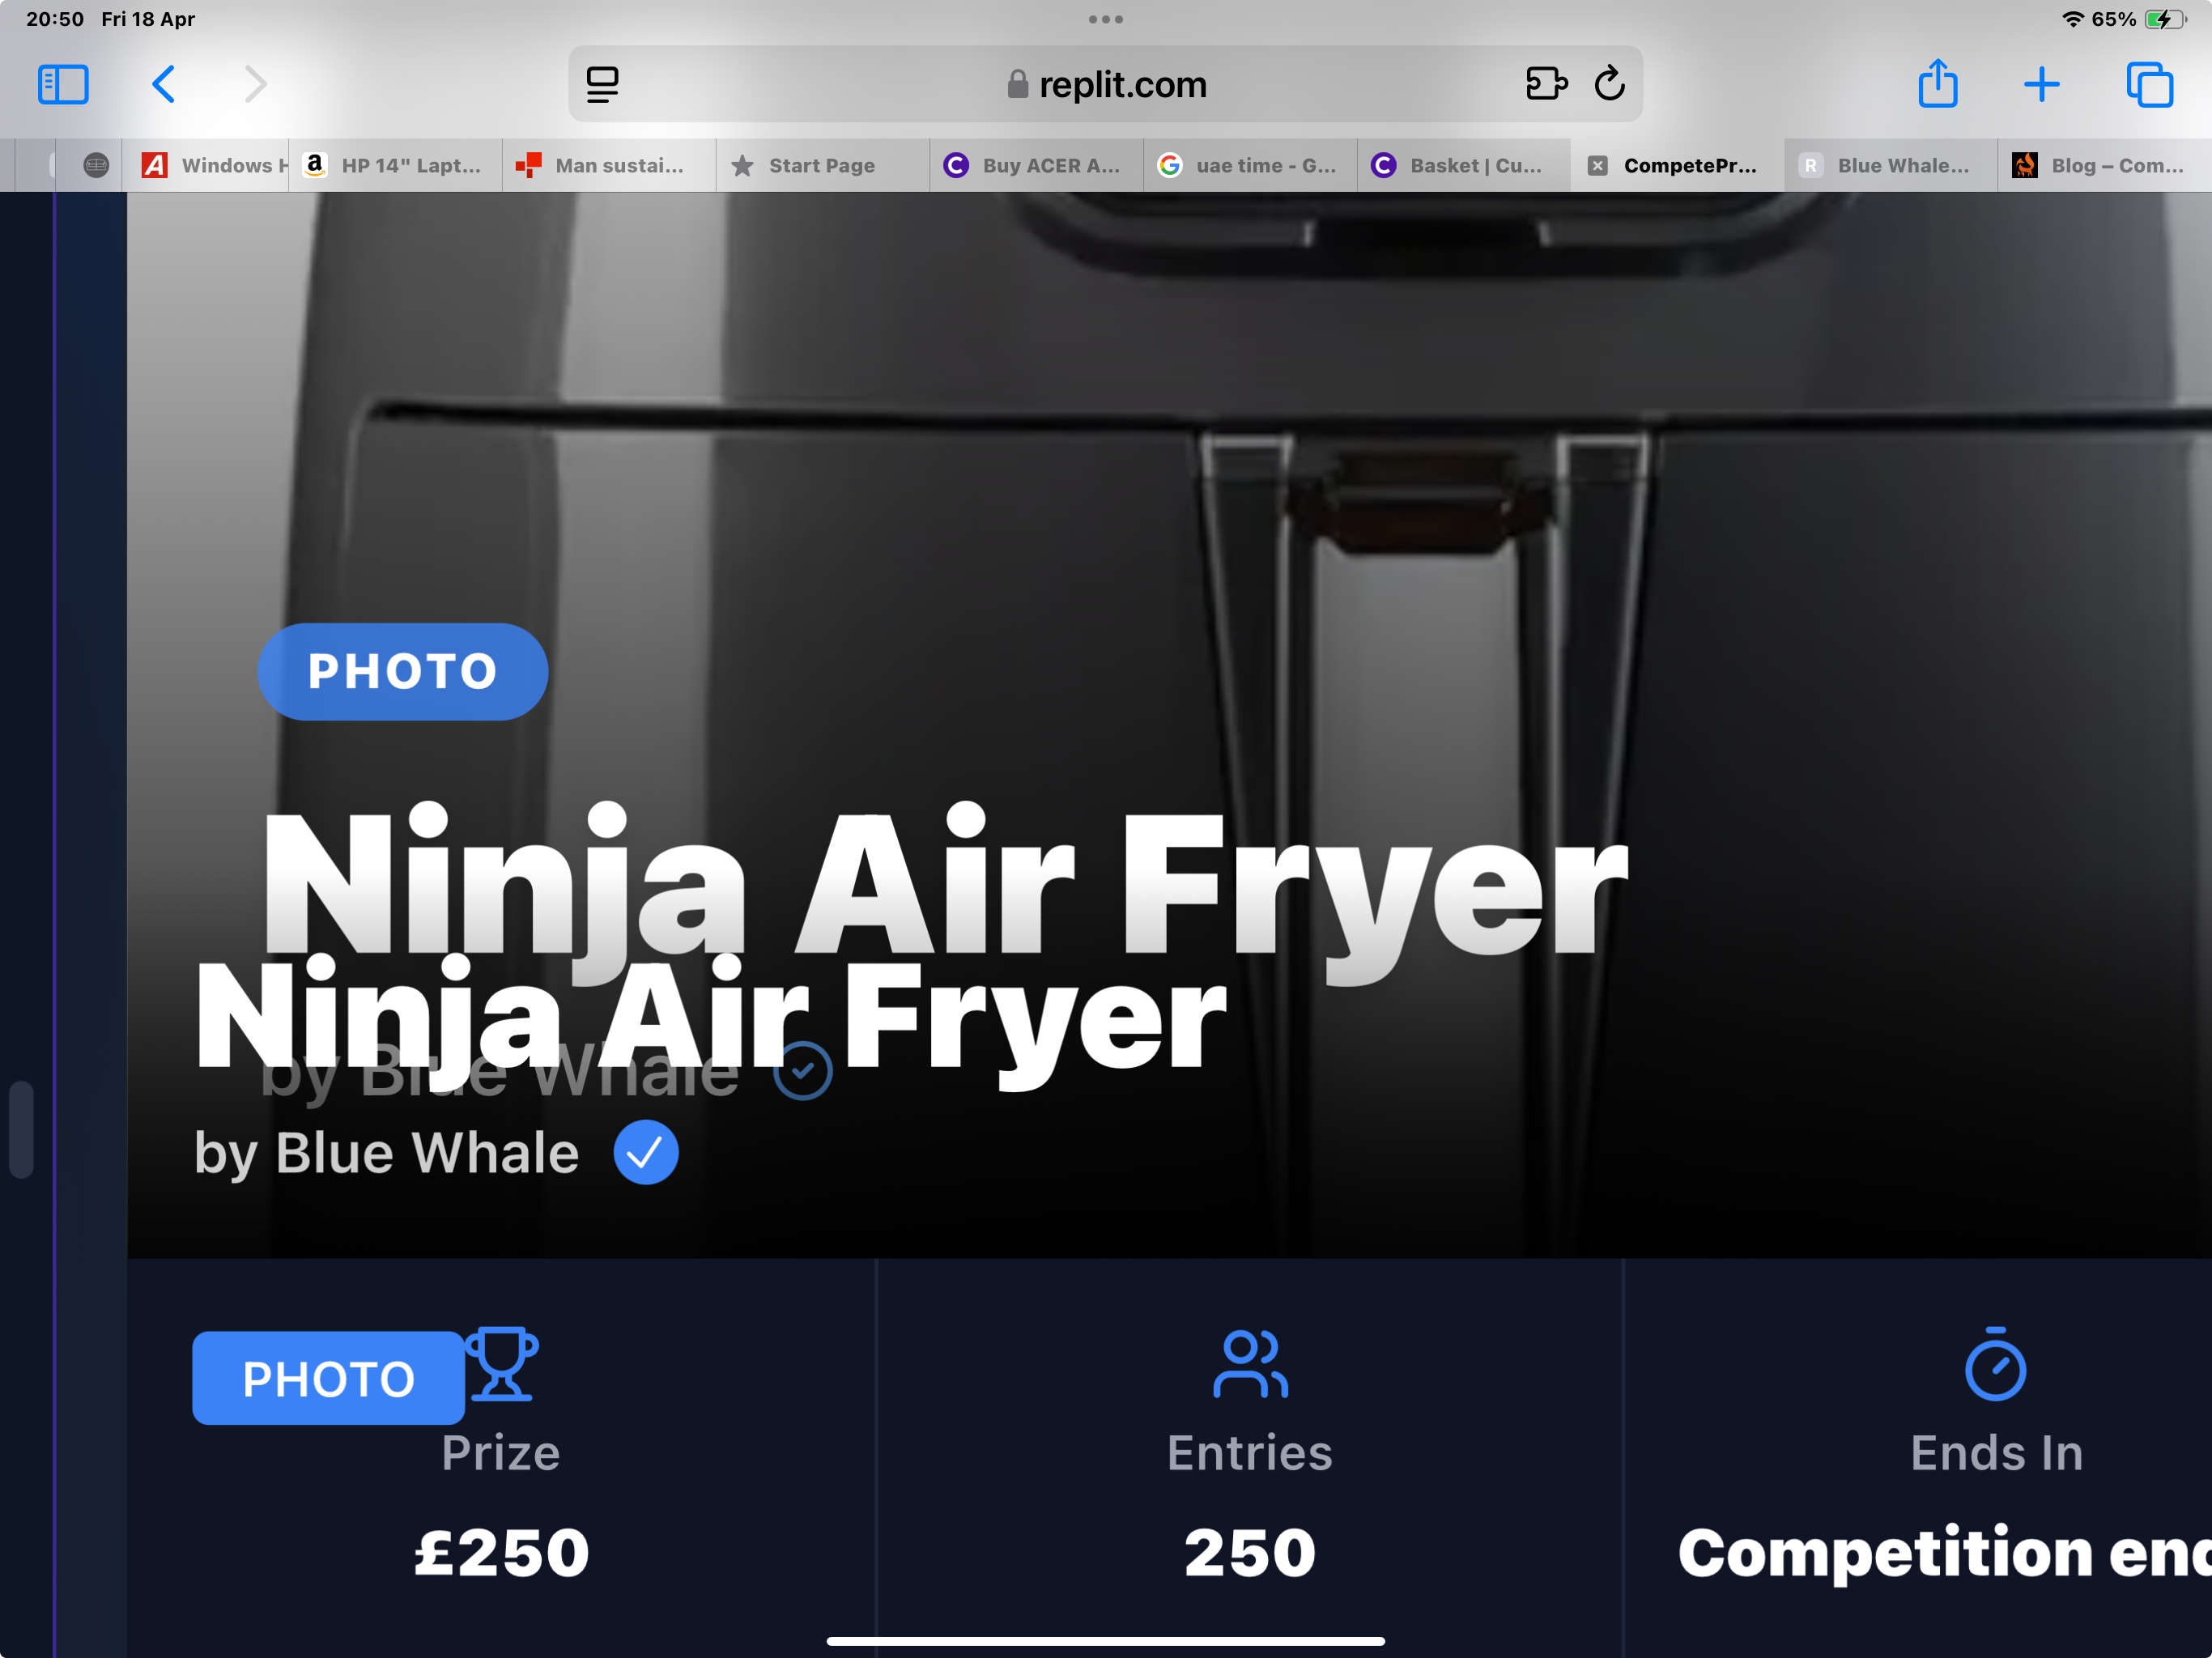 20:50 Fri 18 Apr
65%
replit.com
Windows H
HP 14" Lapt...
Man sustai...
Start Page
Buy ACER A...
uae time - G...
Basket | Cu...
CompetePr...
R Blue Whale...
Blog – Com...
PHOTO
Ninja Air Fryer
Ninja Air Fryer
by Blue Whale
by Blue Whale
PHOTO
Prize
Entries
Ends In
£250
250
Competition end